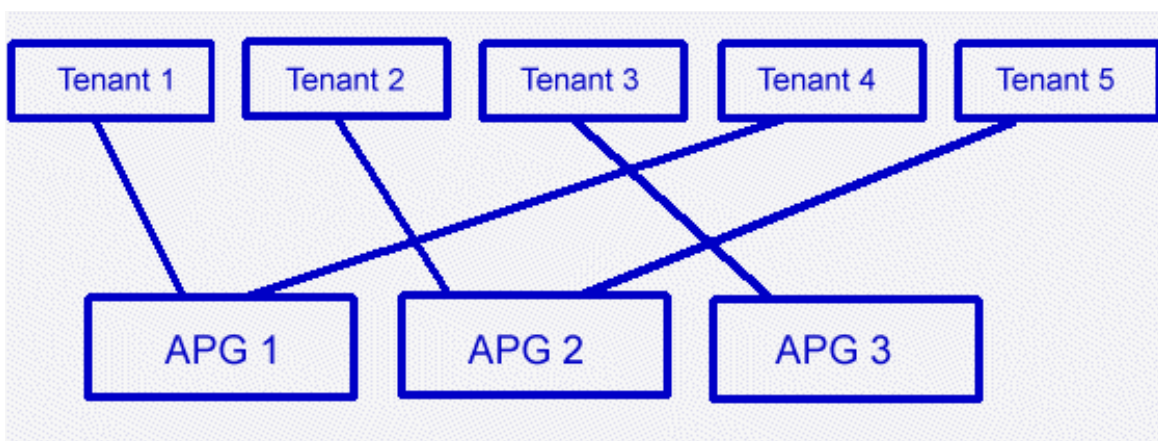 Tenant 1
Tenant 2
Tenant 3
Tenant 4
Tenant 5
APG 1
APG 2
APG 3